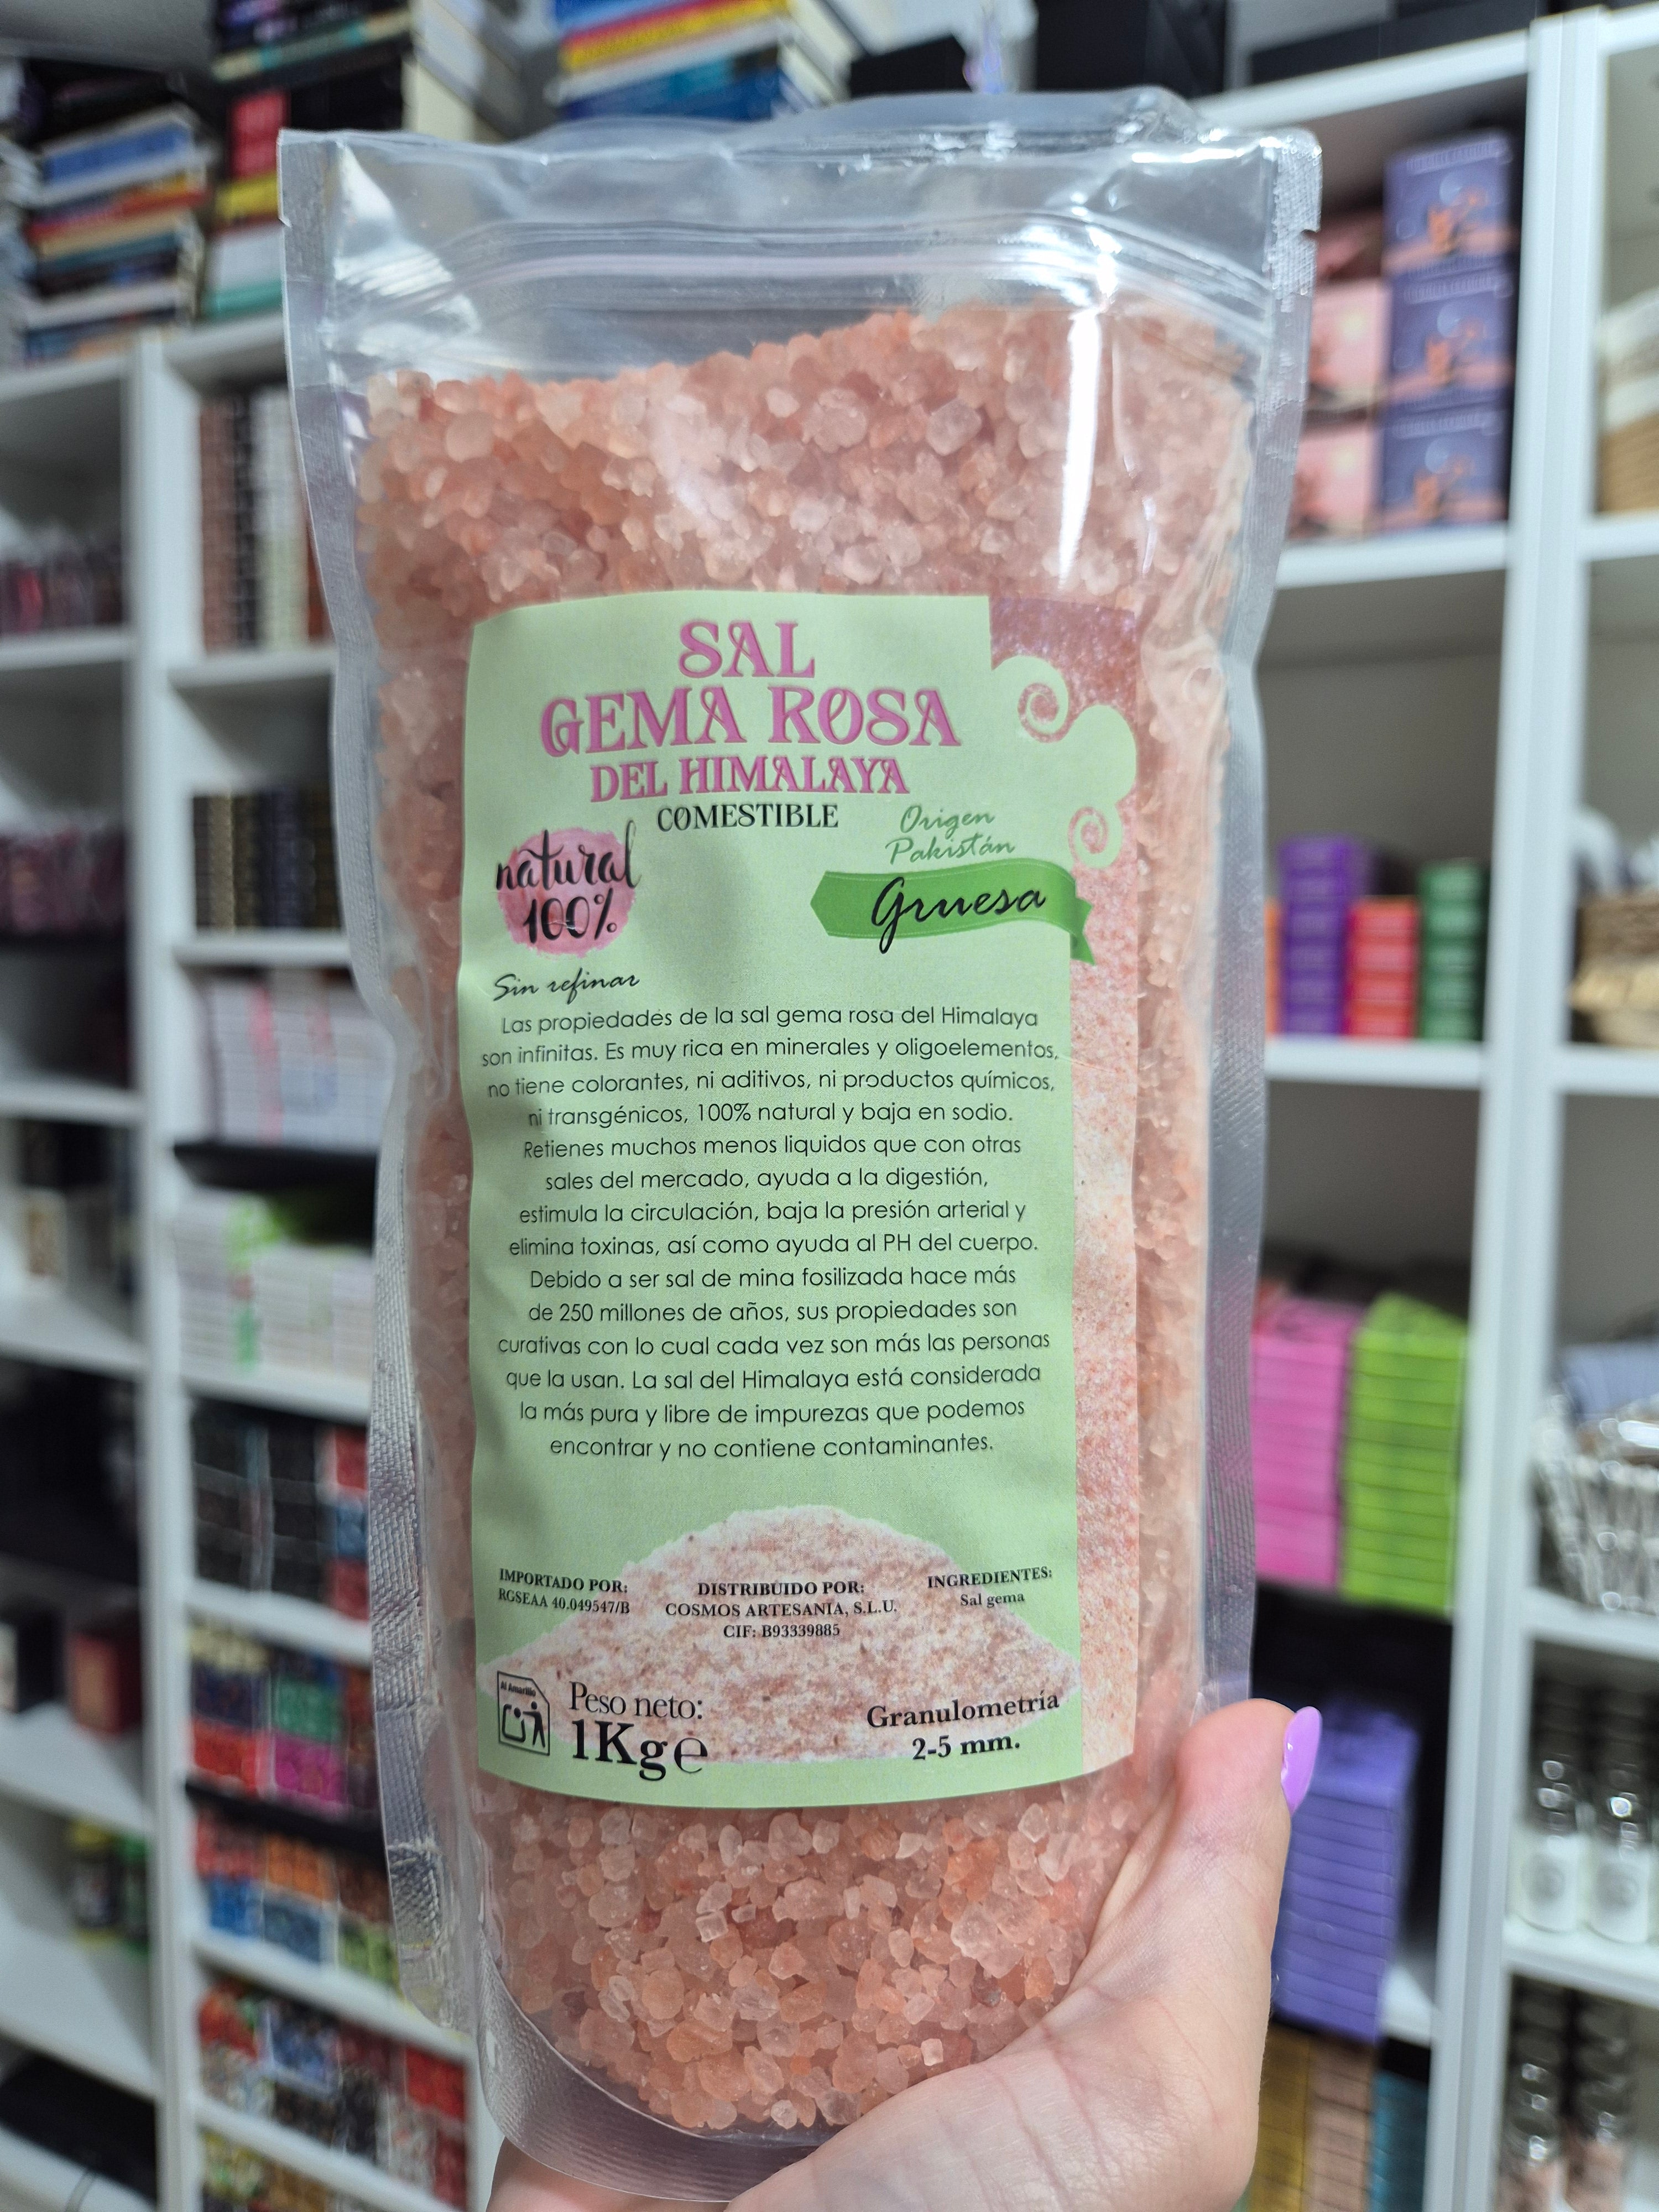 SAL
GEMA ROSA
DEL HIMALAYA
COMESTIBLE
Origen
Pakistán
natural
100%
Gruesa
Sin refinar
Las propiedades de la sal gema rosa del Himalaya
son infinitas. Es muy rica en minerales y oligoelementos,
no tiene colorantes, ni aditivos, ni productos químicos,
ni transgénicos, 100% natural y baja en sodio.
Retienes muchos menos liquidos que con otras
sales del mercado, ayuda a la digestión,
estimula la circulación, baja la presión arterial y
elimina toxinas, así como ayuda al PH del cuerpo.
Debido a ser sal de mina fosilizada hace más
de 250 millones de años, sus propiedades son
curativas con lo cual cada vez son más las personas
que la usan. La sal del Himalaya está considerada
la más pura y libre de impurezas que podemos
encontrar y no contiene contaminantes.
IMPORTADO POR:
RGSEAA 40.049547/B
DISTRIBUIDO POR:
COSMOS ARTESANIA, S.L.U.
CIF: B93339885
INGREDIENTES:
Sal gema
Al Amarillo
Peso neto:
1Kg℮
Granulometría
2-5 mm.